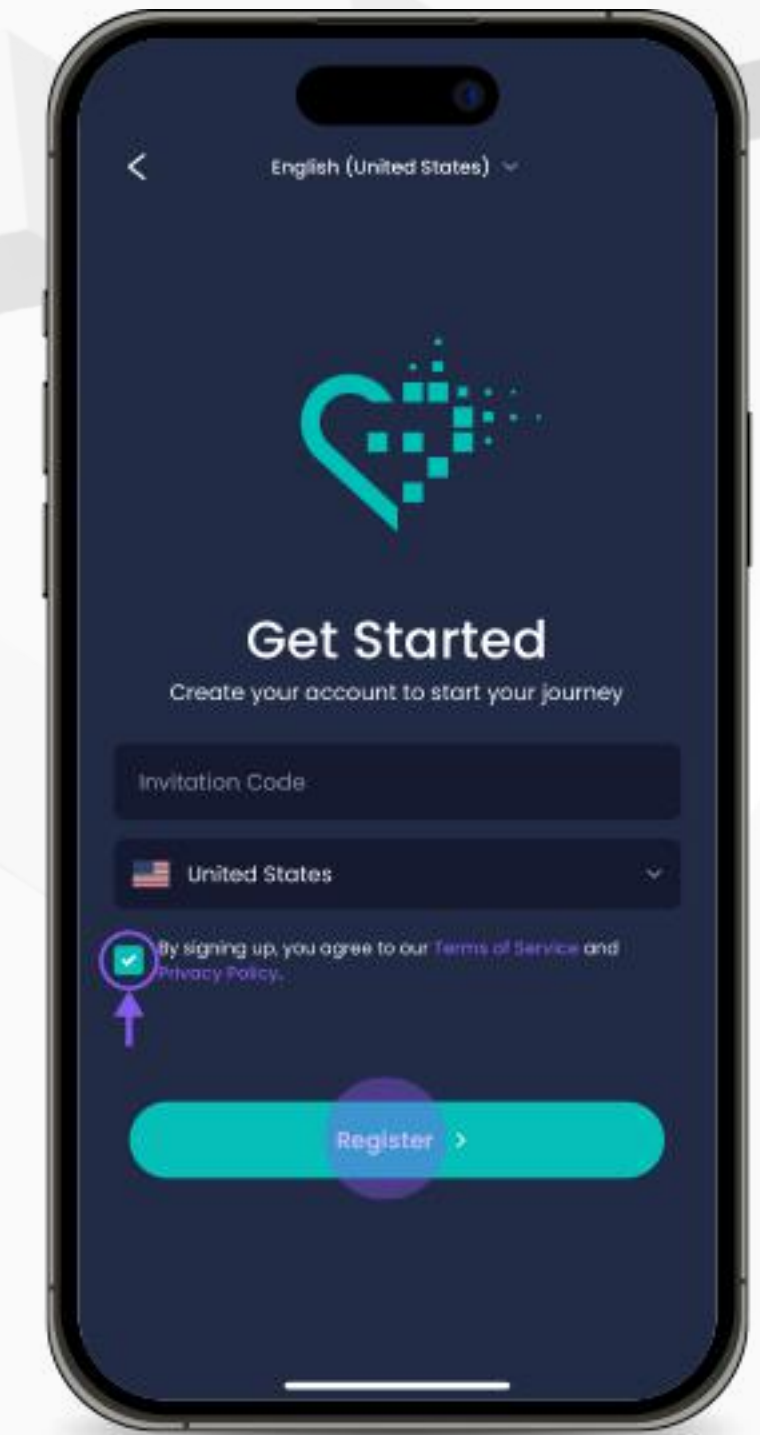 English (United States)
Get Started
Create your account to start your journey
Invitation Code
United States
By signing up, you agree to our Terms of Service and
Privacy Policy.
Register